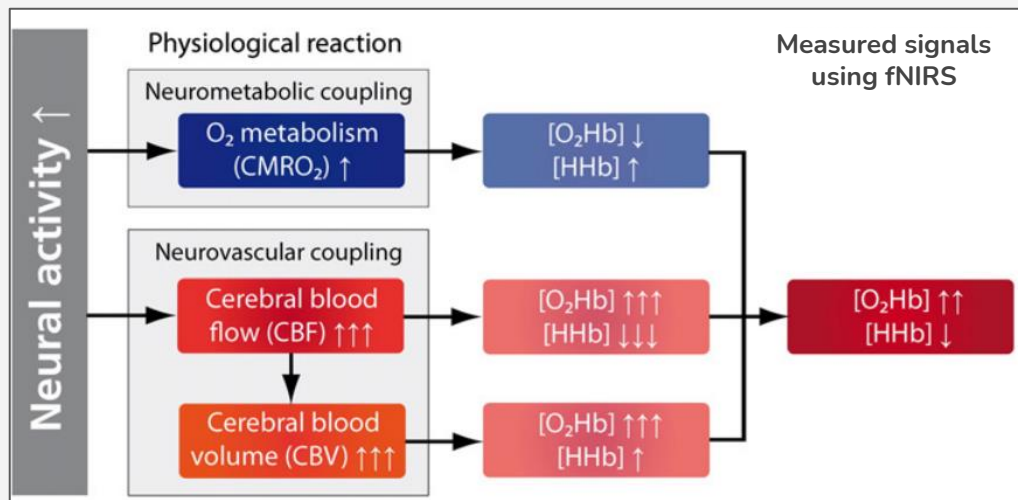 Neural activity ↑
Physiological reaction
Measured signals
using fNIRS
Neurometabolic coupling
O₂ metabolism
(CMRO₂) ↑
[O₂Hb] ↓
[HHb] ↑
Neurovascular coupling
Cerebral blood
flow (CBF) ↑↑↑
[O₂Hb] ↑↑↑
[HHb] ↓↓↓
[O₂Hb] ↑↑
[HHb] ↓
Cerebral blood
volume (CBV) ↑↑↑
[O₂Hb] ↑↑↑
[HHb] ↑